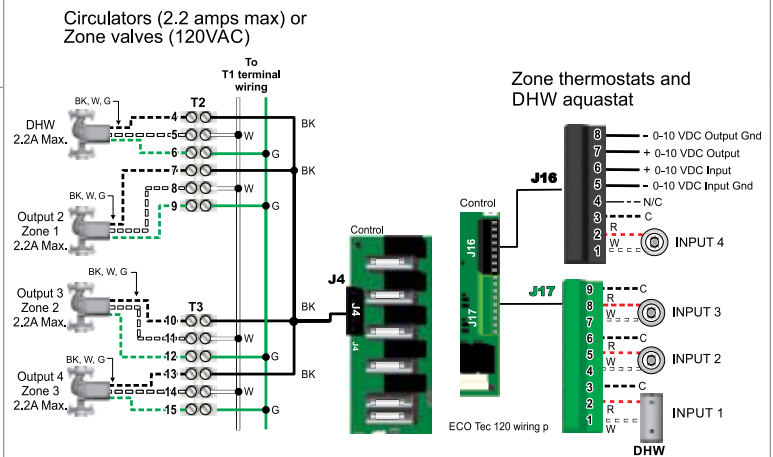 Circulators (2.2 amps max) or
Zone valves (120VAC)
To
T1 terminal
wiring
BK, W, G
DHW
2.2A Max.
T2
4
5
6
7
8
9
BK
W
G
W
G
BK, W, G
Output 2
Zone 1
2.2A Max.
BK, W, G
Output 3
Zone 2
2.2A Max.
T3
10
11
12
13
14
15
BK
W
G
BK
W
G
BK, W, G
Output 4
Zone 3
2.2A Max.
Control
J4
J4
J4
Zone thermostats and
DHW aquastat
Control
J16
J17
J16
8 - 0-10 VDC Output Gnd
7 + 0-10 VDC Output
6 + 0-10 VDC Input
5 - 0-10 VDC Input Gnd
4 N/C
3 C
2 R
1 W
INPUT 4
J17
9 C
8 R
7 W
INPUT 3
6 C
5 R
4 W
INPUT 2
3 C
2 R
1 W
INPUT 1
DHW
ECO Tec 120 wiring p